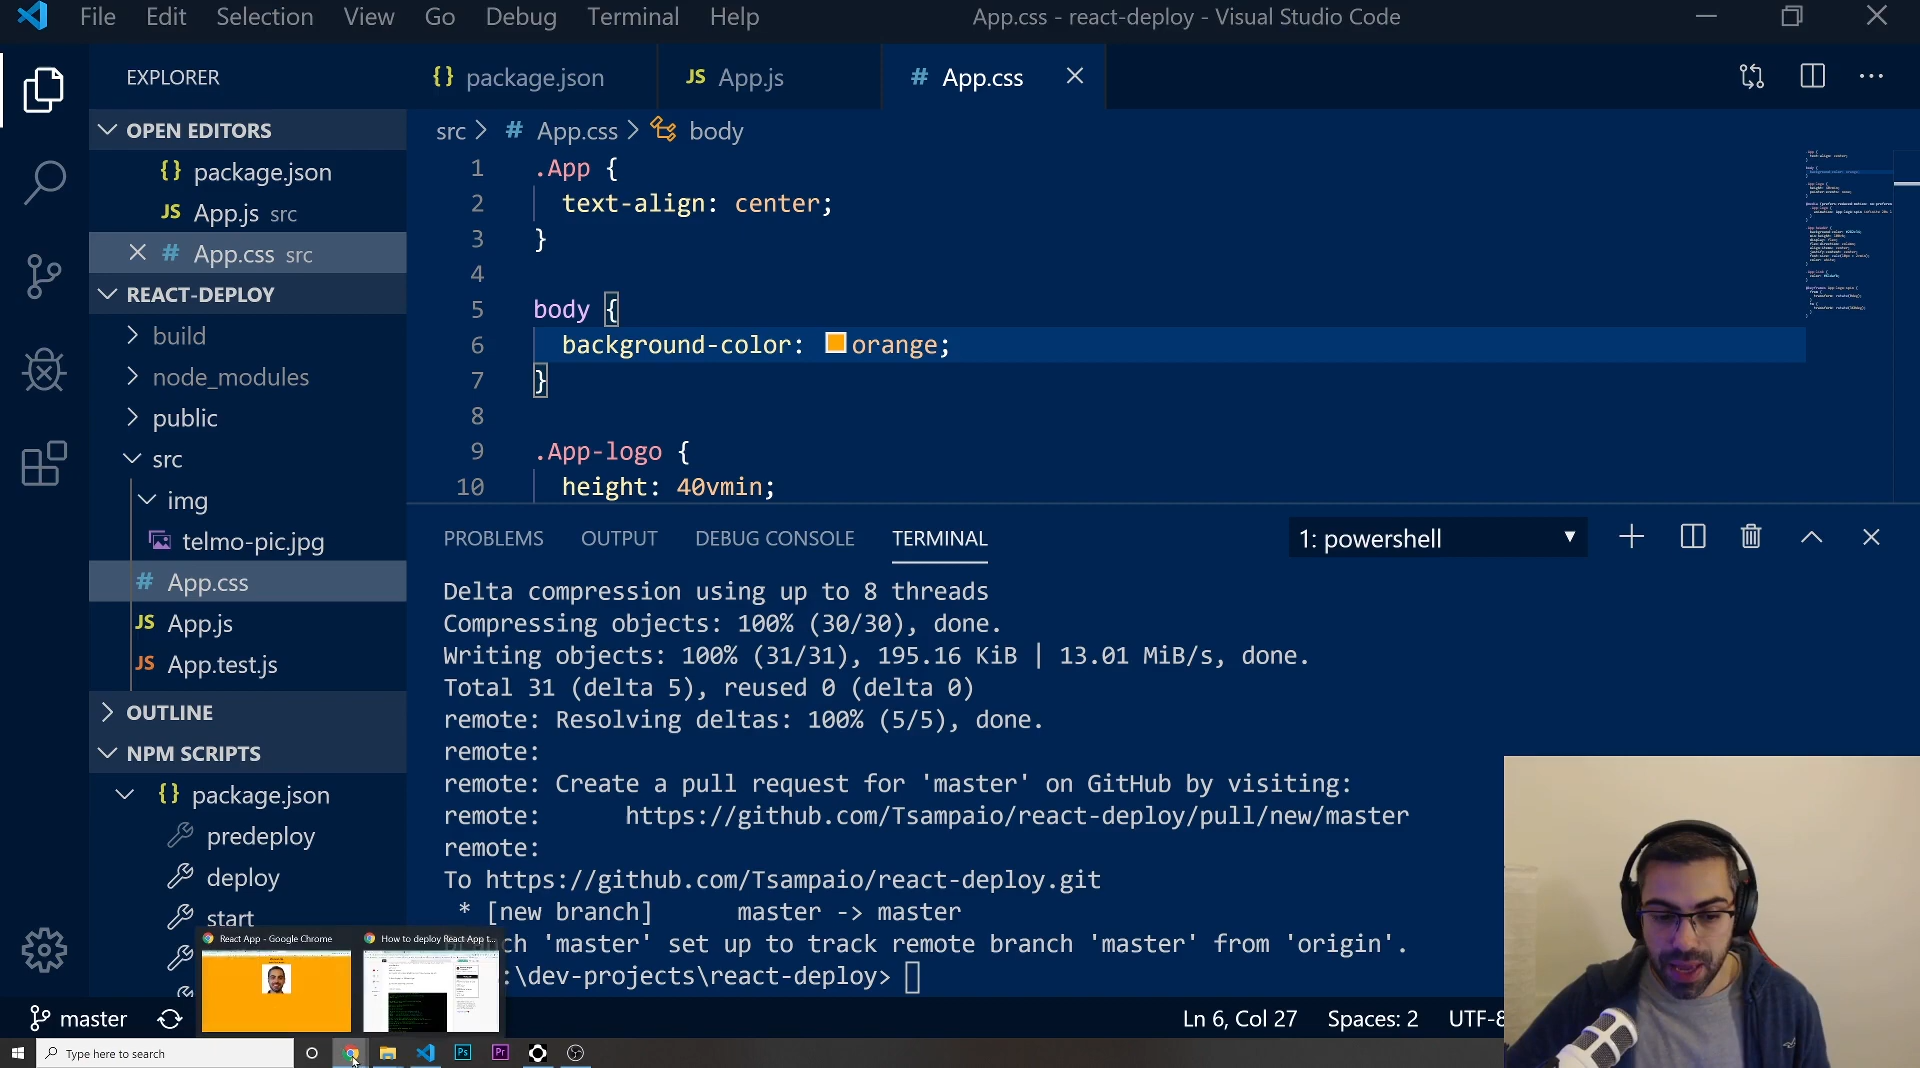 File Edit Selection View Go Debug Terminal Help App.css - react-deploy - Visual Studio Code
EXPLORER
{} package.json JS App.js # App.css
OPEN EDITORS
{} package.json
JS App.js src
# App.css src
REACT-DEPLOY
build
node_modules
public
src
img
telmo-pic.jpg
# App.css
JS App.js
JS App.test.js
OUTLINE
NPM SCRIPTS
{} package.json
predeploy
deploy
start
src > # App.css > body
1 .App {
2 text-align: center;
3 }
4
5 body {
6 background-color: orange;
7 }
8
9 .App-logo {
10 height: 40vmin;
PROBLEMS OUTPUT DEBUG CONSOLE TERMINAL 1: powershell
Delta compression using up to 8 threads
Compressing objects: 100% (30/30), done.
Writing objects: 100% (31/31), 195.16 KiB | 13.01 MiB/s, done.
Total 31 (delta 5), reused 0 (delta 0)
remote: Resolving deltas: 100% (5/5), done.
remote:
remote: Create a pull request for 'master' on GitHub by visiting:
remote: https://github.com/Tsampaio/react-deploy/pull/new/master
remote:
To https://github.com/Tsampaio/react-deploy.git
* [new branch] master -> master
'master' set up to track remote branch 'master' from 'origin'.
:\dev-projects\react-deploy>
React App - Google Chrome How to deploy React App t...
master Ln 6, Col 27 Spaces: 2 UTF-8
Type here to search Ps Pr